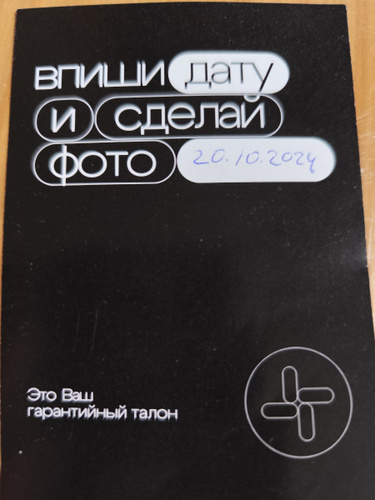 впиши дату
и сделай
фото 20.10.2024
Это Ваш
гарантийный талон